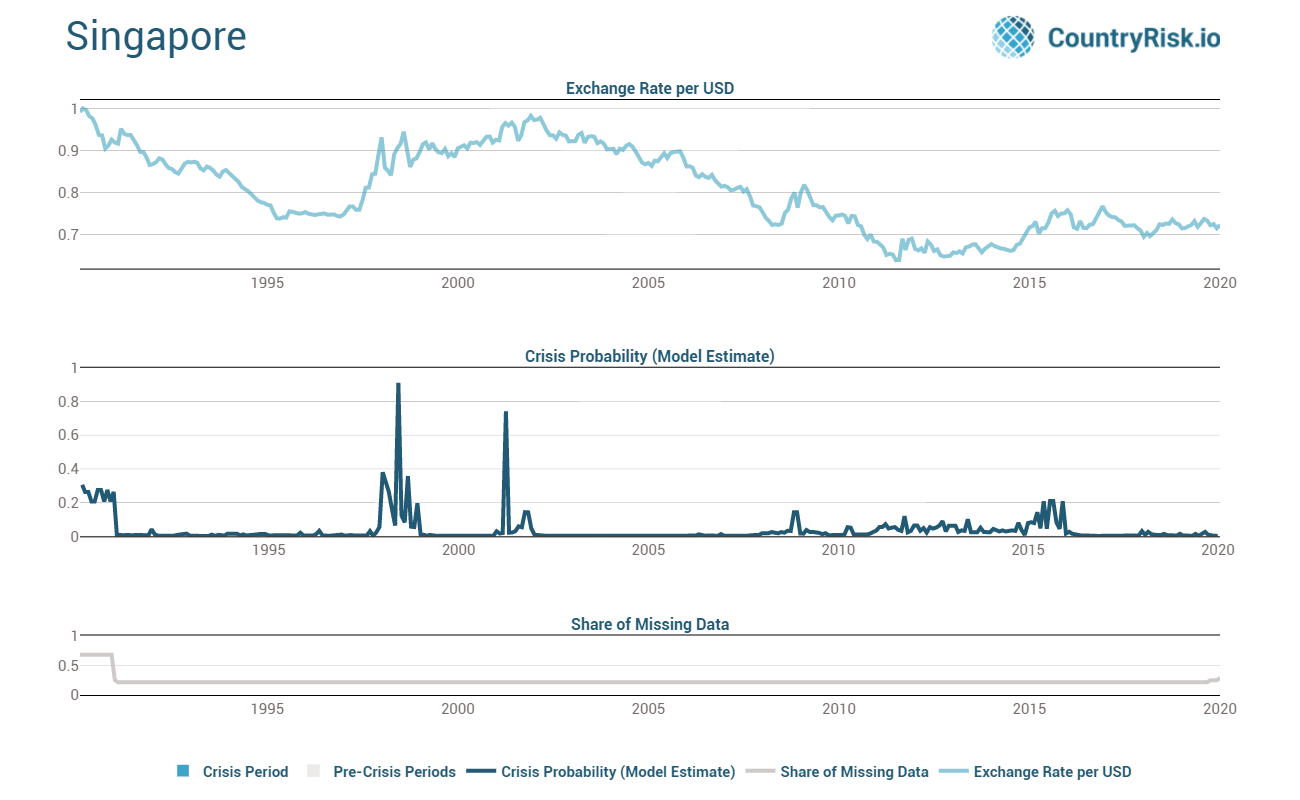 Singapore
CountryRisk.io
Exchange Rate per USD
1
0.9
0.8
0.7
1995 2000 2005 2010 2015 2020
Crisis Probability (Model Estimate)
1
0.8
0.6
0.4
0.2
0
1995 2000 2005 2010 2015 2020
Share of Missing Data
1
0.5
0
1995 2000 2005 2010 2015 2020
Crisis Period Pre-Crisis Periods Crisis Probability (Model Estimate) Share of Missing Data Exchange Rate per USD